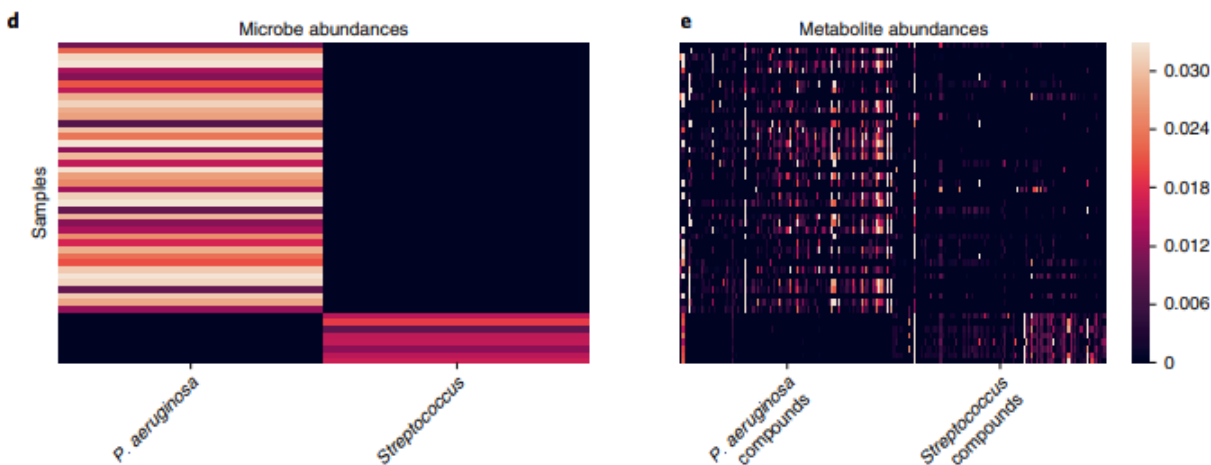 d
Microbe abundances
Samples
P. aeruginosa
Streptococcus
e
Metabolite abundances
P. aeruginosa
compounds
Streptococcus
compounds
0.030
0.024
0.018
0.012
0.006
0